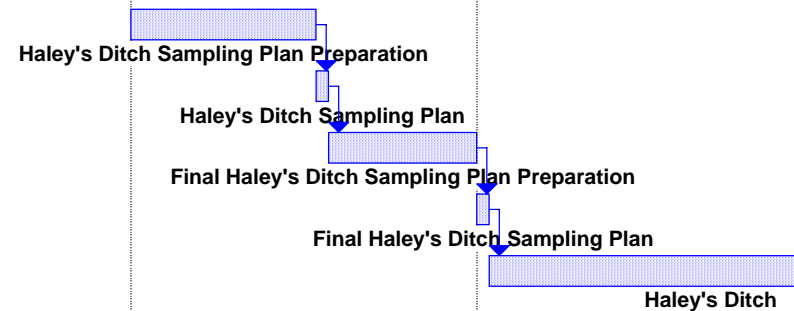 Haley's Ditch Sampling Plan Preparation
Haley's Ditch Sampling Plan
Final Haley's Ditch Sampling Plan Preparation
Final Haley's Ditch Sampling Plan
Haley's Ditch